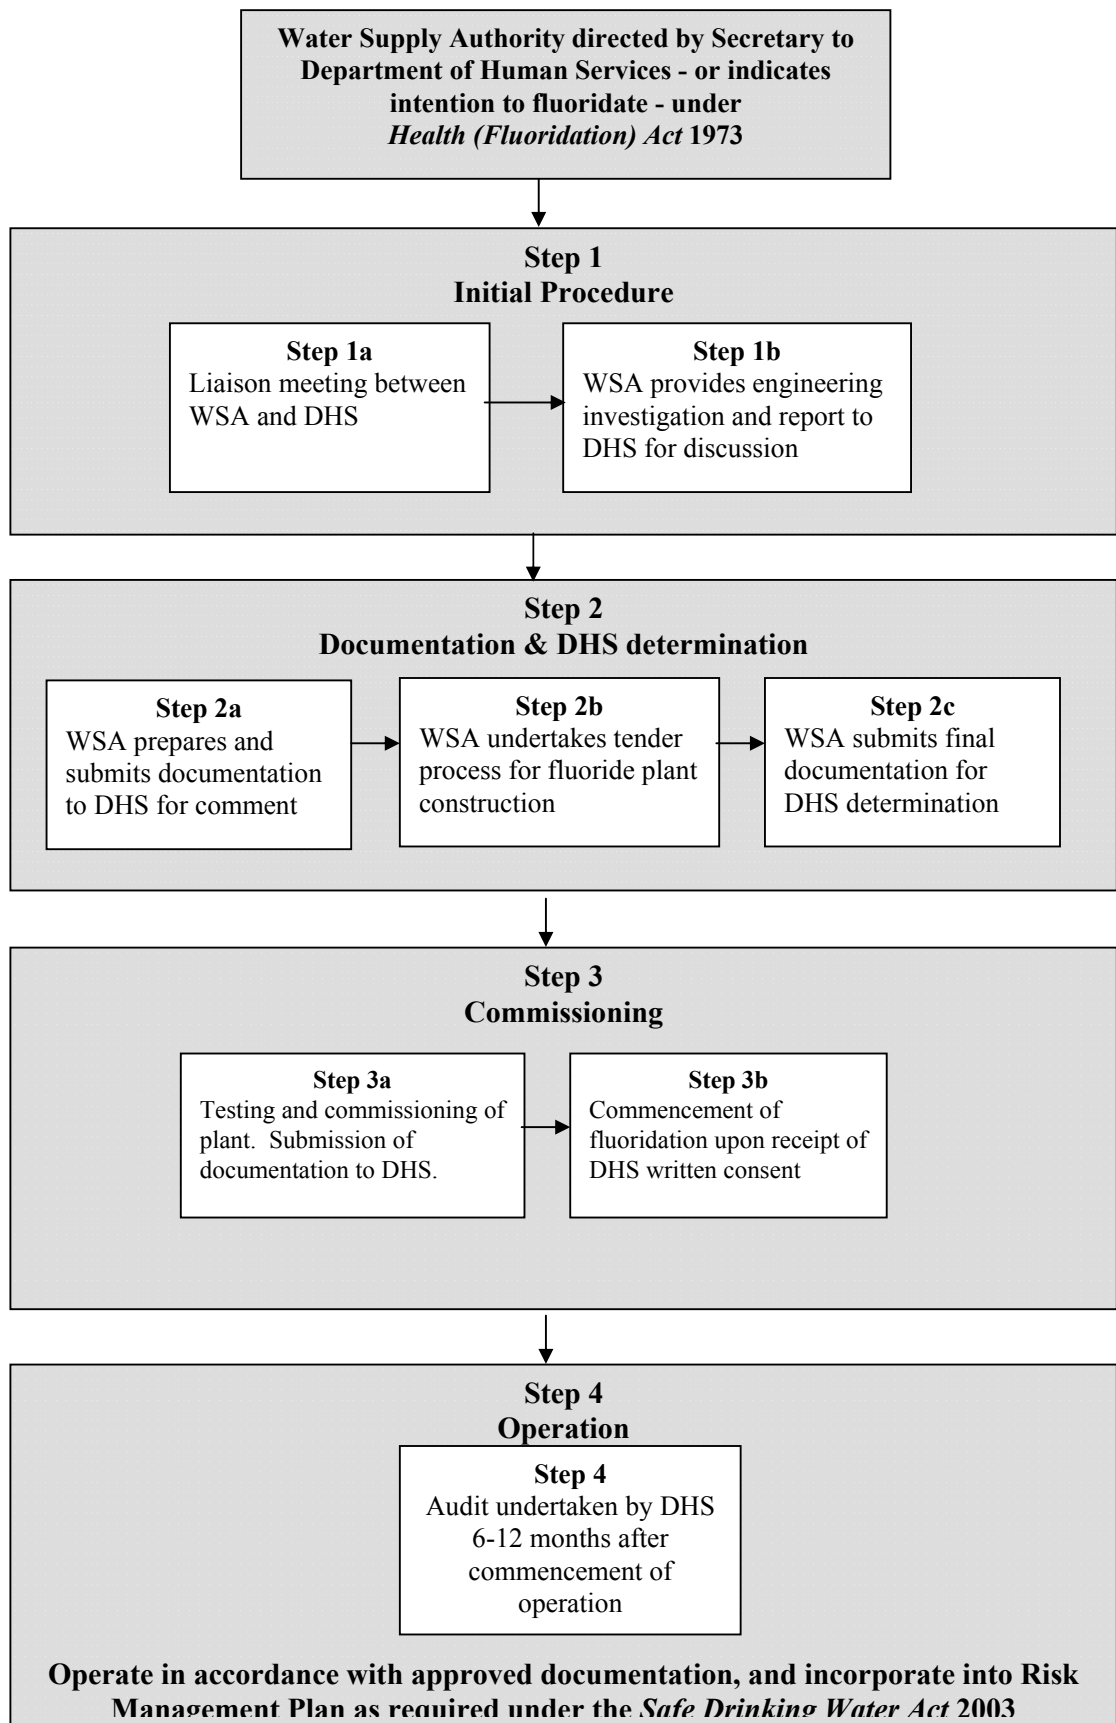 Water Supply Authority directed by Secretary to
Department of Human Services - or indicates
intention to fluoridate - under
Health (Fluoridation) Act 1973
Step 1
Initial Procedure
Step 1a
Liaison meeting between
WSA and DHS
Step 1b
WSA provides engineering
investigation and report to
DHS for discussion
Step 2
Documentation & DHS determination
Step 2a
WSA prepares and
submits documentation
to DHS for comment
Step 2b
WSA undertakes tender
process for fluoride plant
construction
Step 2c
WSA submits final
documentation for
DHS determination
Step 3
Commissioning
Step 3a
Testing and commissioning of
plant.  Submission of
documentation to DHS.
Step 3b
Commencement of
fluoridation upon receipt of
DHS written consent
Step 4
Operation
Step 4
Audit undertaken by DHS
6-12 months after
commencement of
operation
Operate in accordance with approved documentation, and incorporate into Risk
Management Plan as required under the Safe Drinking Water Act 2003